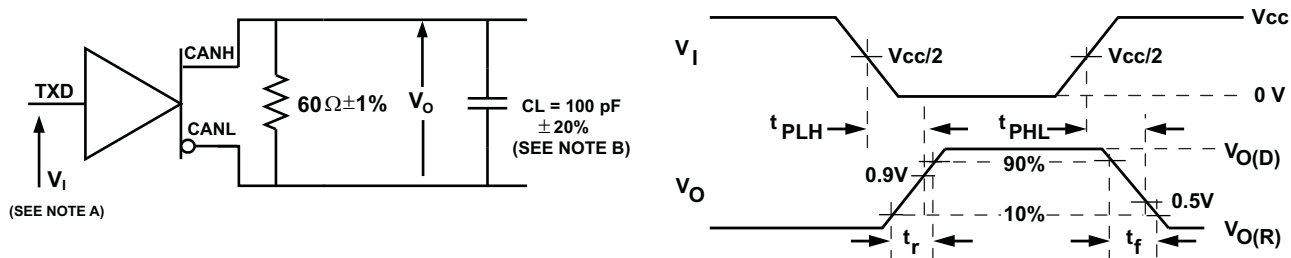 CANH
TXD
CANL
VI
(SEE NOTE A)
60 Ω ±1%
VO
CL = 100 pF
±20%
(SEE NOTE B)
VI
Vcc
Vcc/2
Vcc/2
0 V
tPLH
tPHL
VO
0.9V
90%
VO(D)
10%
0.5V
tr
tf
VO(R)